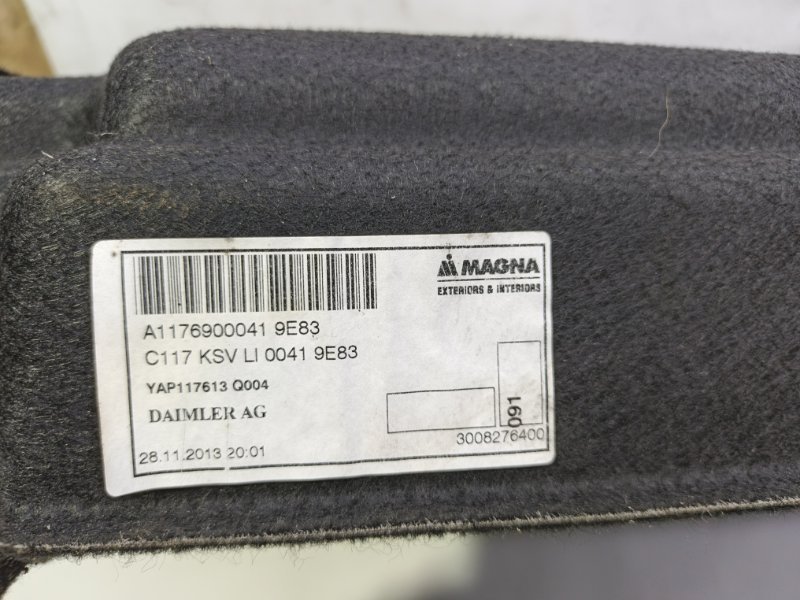 MAGNA
EXTERIORS & INTERIORS
A1176900041 9E83
C117 KSV LI 0041 9E83
YAP117613 Q004
DAIMLER AG
091
3008276400
28.11.2013 20:01